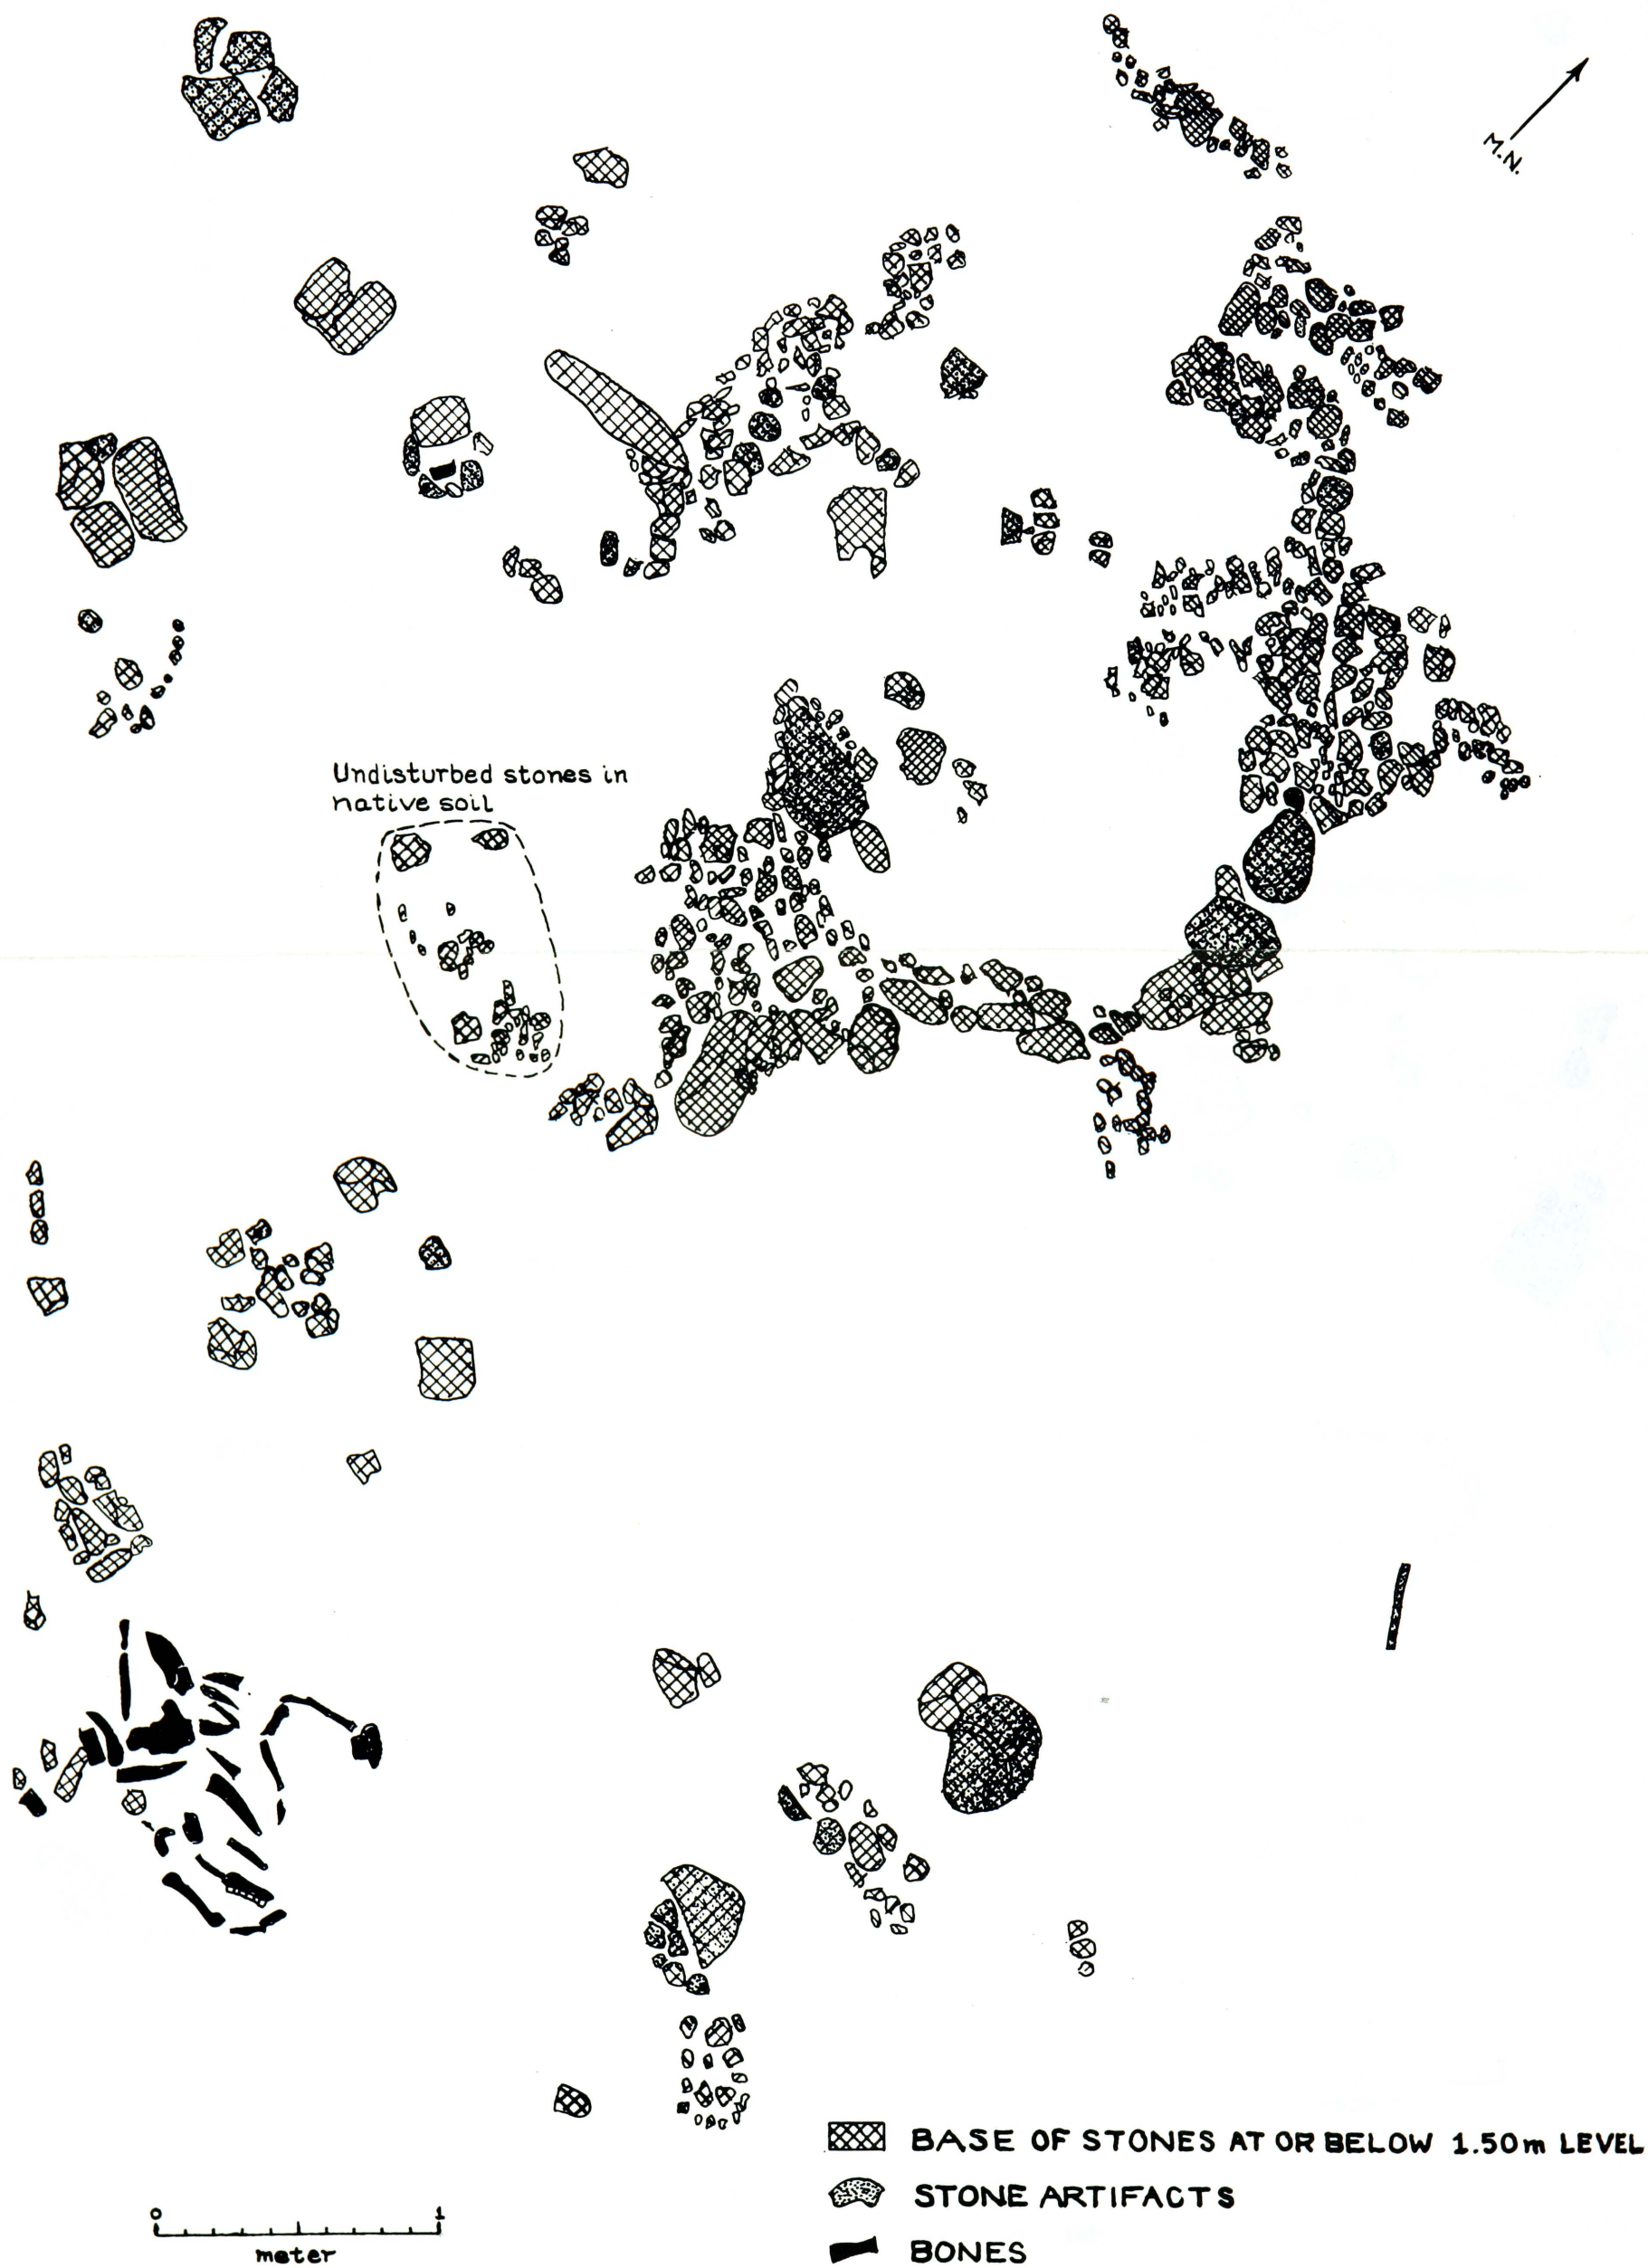 M.N.
Undisturbed stones in
native soil
BASE OF STONES AT OR BELOW 1.50m LEVEL
STONE ARTIFACTS
BONES
0 1
meter